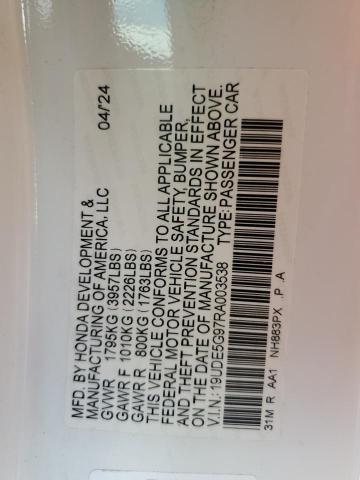 MFD. BY HONDA DEVELOPMENT &
MANUFACTURING OF AMERICA, LLC 04/'24
GVWR 1795KG (3957LBS)
GAWR F 1010KG (2226LBS)
GAWR R 800KG (1763LBS)
THIS VEHICLE CONFORMS TO ALL APPLICABLE
FEDERAL MOTOR VEHICLE SAFETY, BUMPER,
AND THEFT PREVENTION STANDARDS IN EFFECT
ON THE DATE OF MANUFACTURE SHOWN ABOVE.
V.I.N.: 19UDE5G97RA003538 TYPE: PASSENGER CAR
31M R AA1 NH883PX .P .A